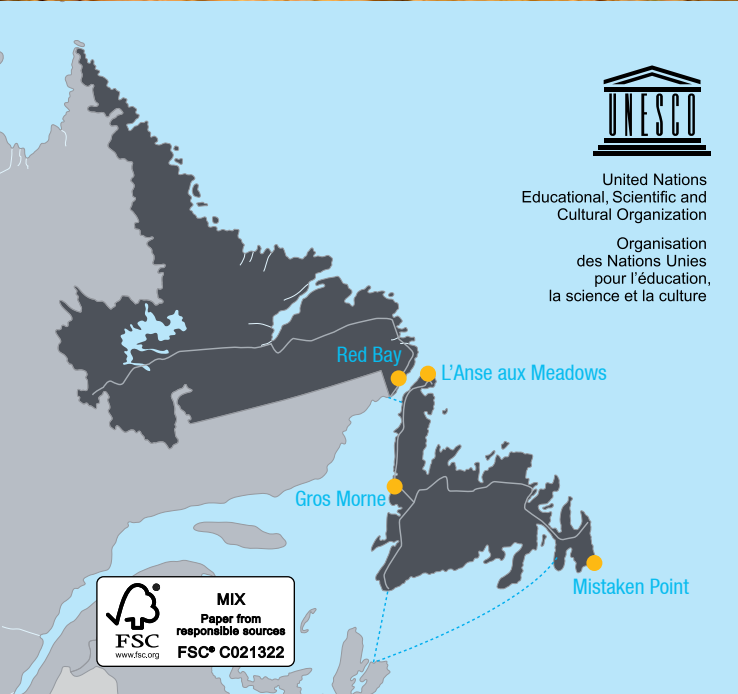 UNESCO
United Nations
Educational, Scientific and
Cultural Organization
Organisation
des Nations Unies
pour l'éducation,
la science et la culture
Red Bay
L'Anse aux Meadows
Gros Morne
Mistaken Point
FSC
www.fsc.org
MIX
Paper from
responsible sources
FSC® C021322